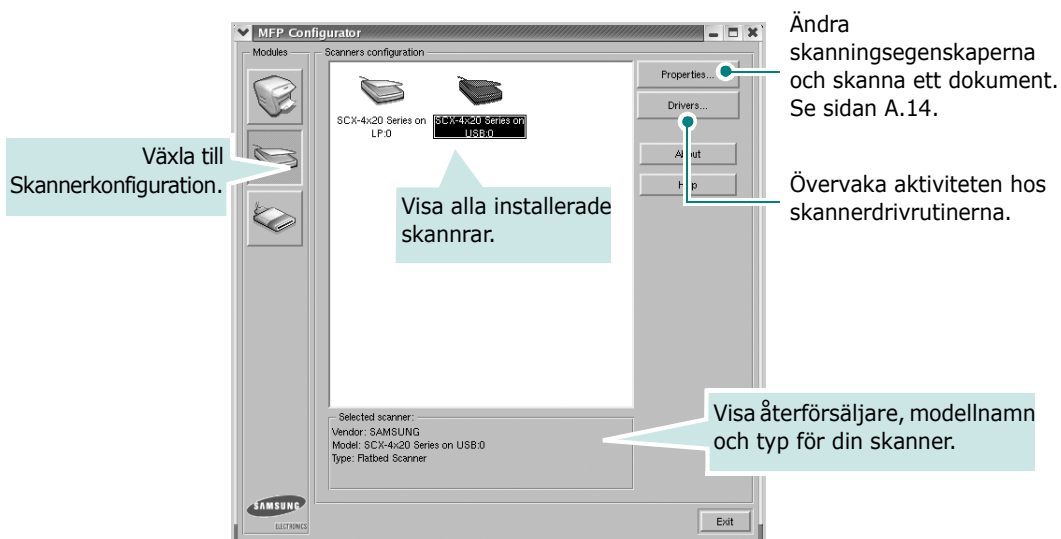 MFP Configurator
Modules
Scanners configuration
SCX-4x20 Series on
LP:0
SCX-4x20 Series on
USB:0
Properties...
Drivers...
About
Help
Exit
Selected scanner:
Vendor: SAMSUNG
Model: SCX-4x20 Series on USB:0
Type: Flatbed Scanner
SAMSUNG
ELECTRONICS
Växla till
Skannerkonfiguration.
Visa alla installerade
skannrar.
Ändra
skanningsegenskaperna
och skanna ett dokument.
Se sidan A.14.
Övervaka aktiviteten hos
skannerdrivrutinerna.
Visa återförsäljare, modellnamn
och typ för din skanner.